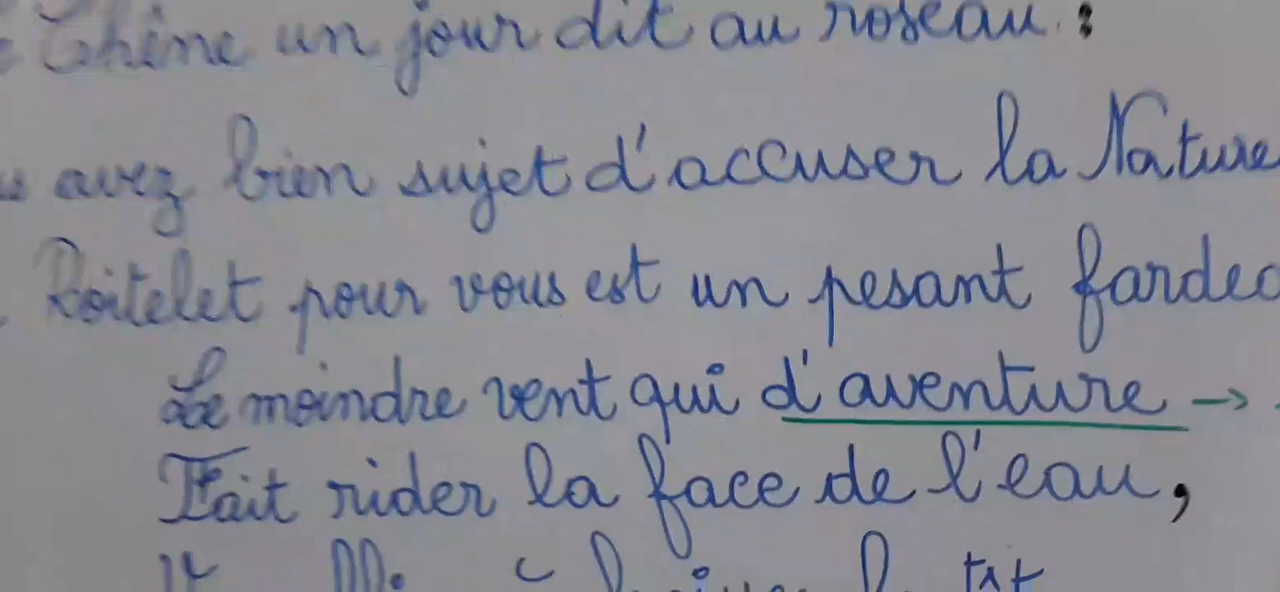 Chêne un jour dit au roseau :
avez bien sujet d'accuser la Nature
Roitelet pour vous est un pesant fardea
Le moindre vent qui d'aventure →
Fait rider la face de l'eau,